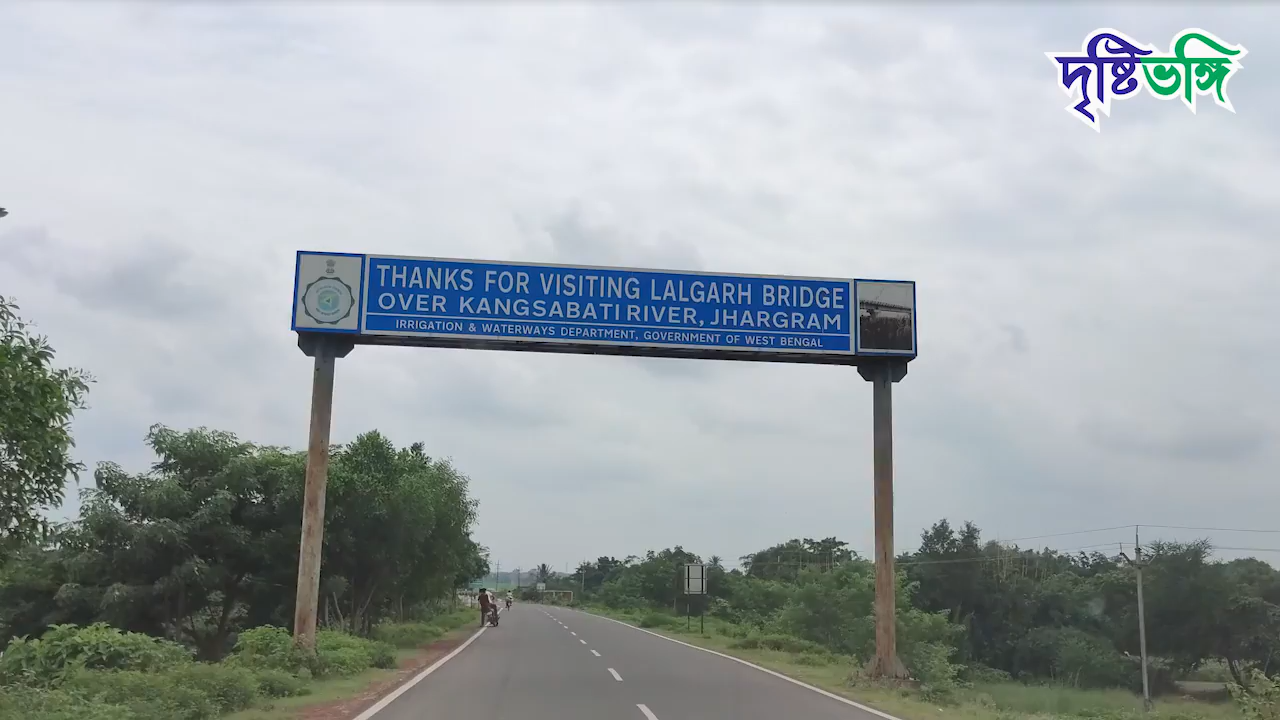 দৃষ্টিভঙ্গি
THANKS FOR VISITING LALGARH BRIDGE
OVER KANGSABATI RIVER, JHARGRAM
IRRIGATION & WATERWAYS DEPARTMENT, GOVERNMENT OF WEST BENGAL